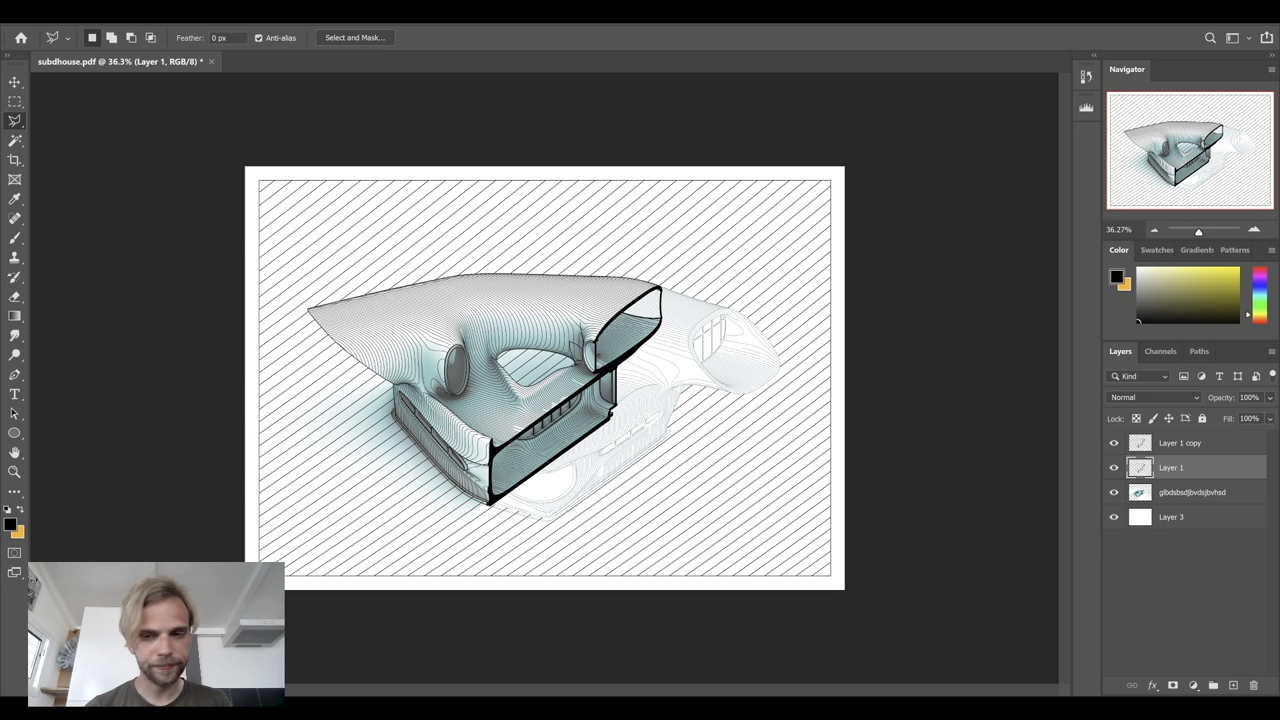 Feather: 0 px Anti-alias Select and Mask...
subdhouse.pdf @ 36.3% (Layer 1, RGB/8) *
Navigator
36.27%
Color Swatches Gradients Patterns
Layers Channels Paths
Kind
Normal Opacity: 100%
Lock: Fill: 100%
Layer 1 copy
Layer 1
glbdsbsdjbvdsjbvhsd
Layer 3